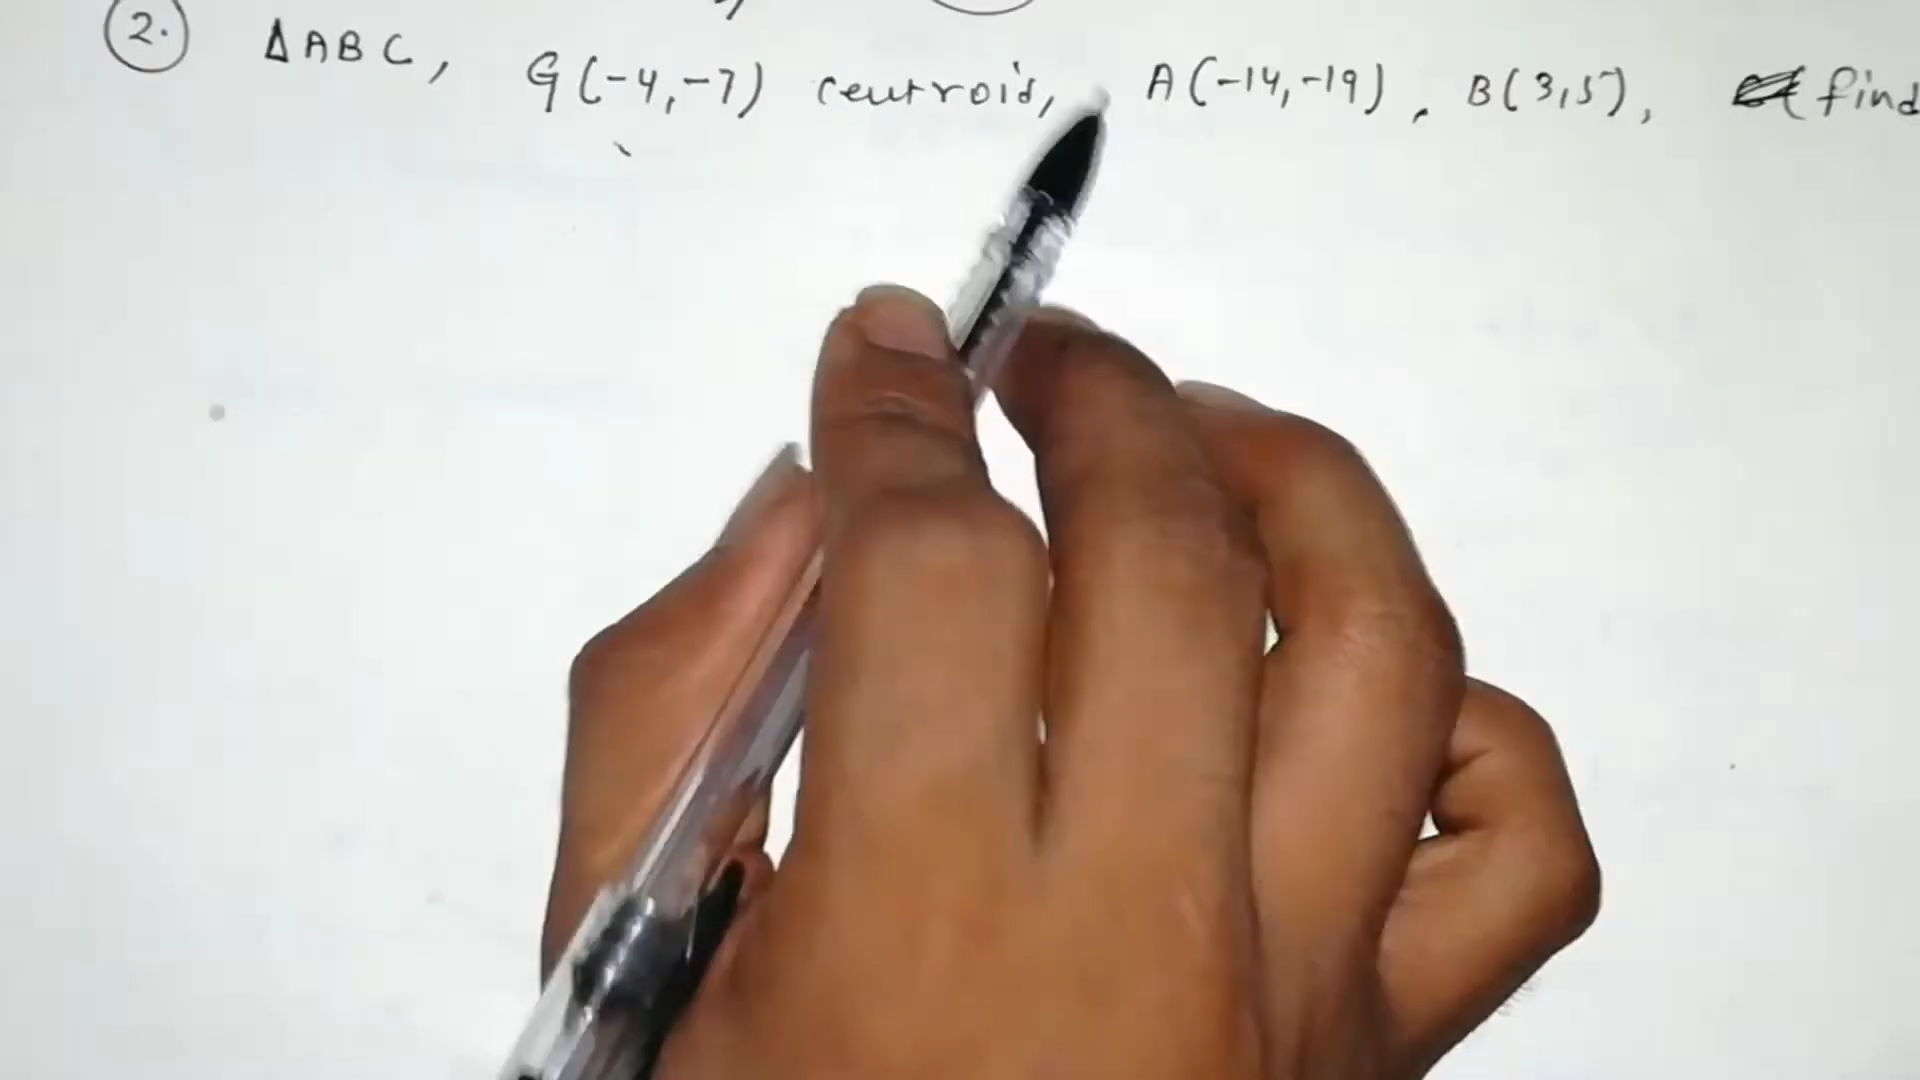 2. ΔABC, G(-4,-7) centroid, A(-14,-19), B(3,5), find